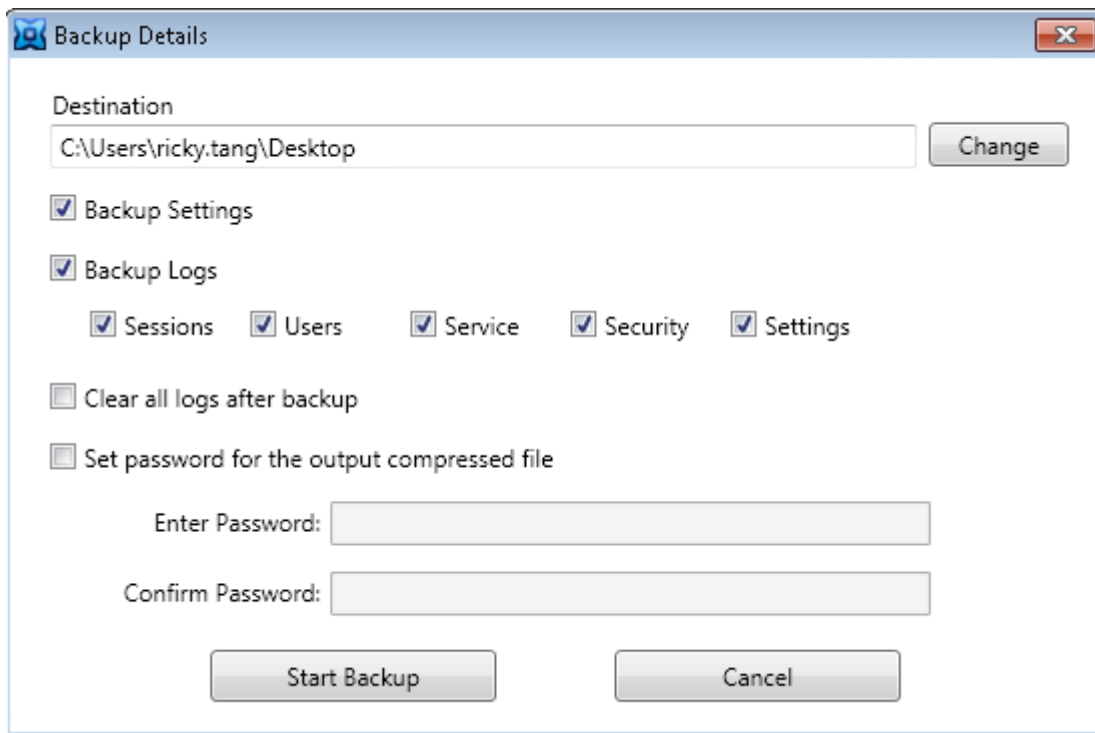 Backup Details
Destination
C:\Users\ricky.tang\Desktop
Change
Backup Settings
Backup Logs
Sessions Users Service Security Settings
Clear all logs after backup
Set password for the output compressed file
Enter Password:
Confirm Password:
Start Backup Cancel